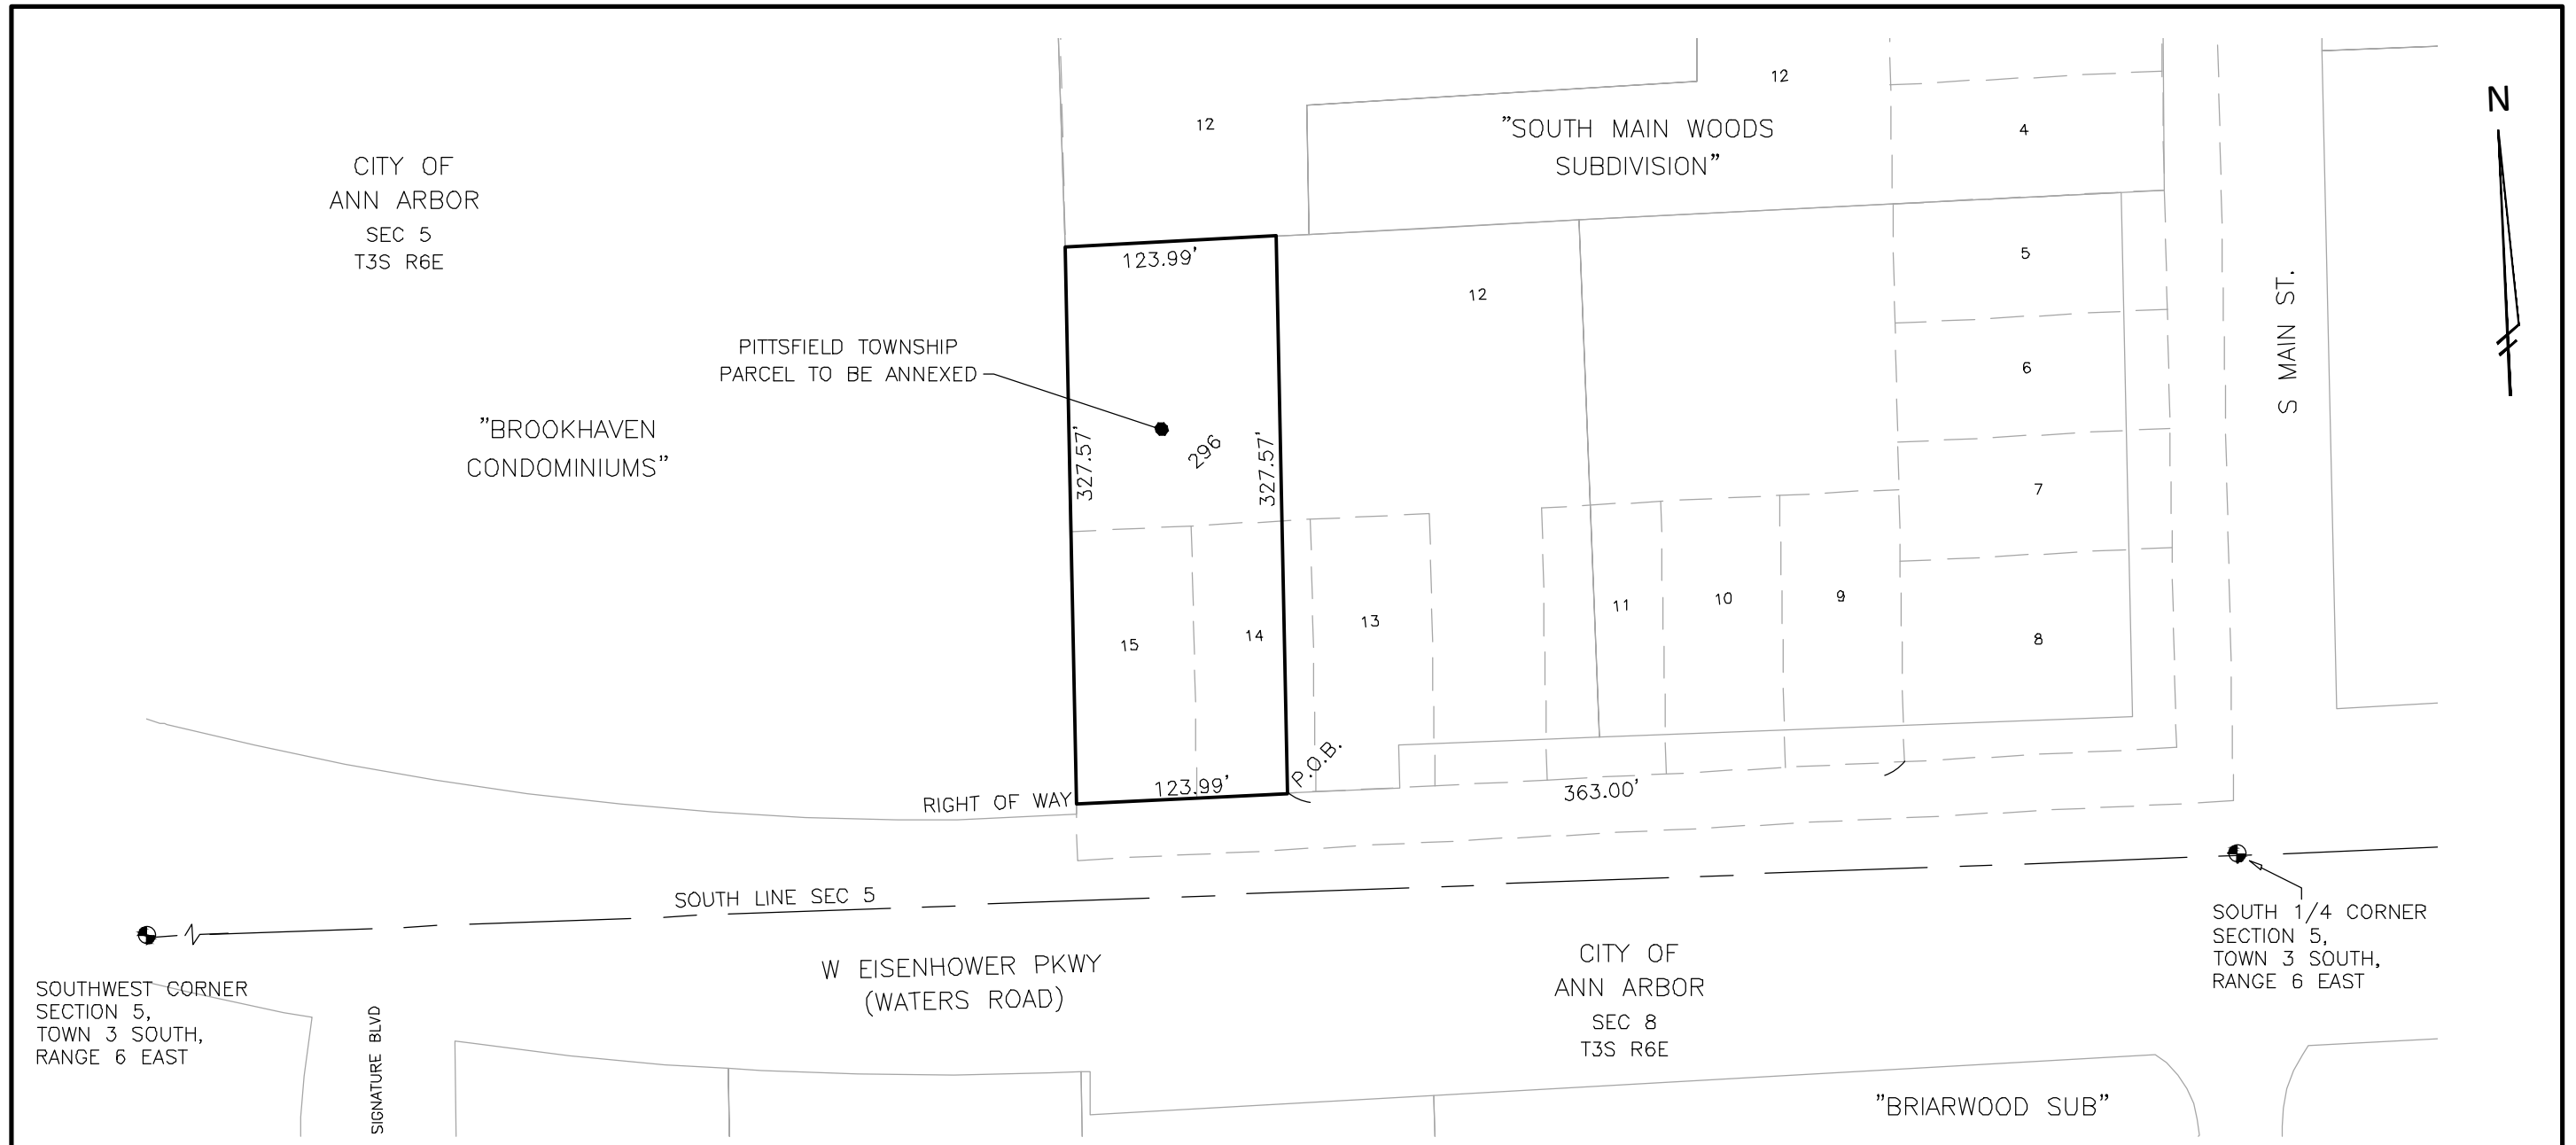 12
N
12
"SOUTH MAIN WOODS
SUBDIVISION"
4
CITY OF
ANN ARBOR
SEC 5
T3S R6E
123.99'
5
12
S MAIN ST.
PITTSFIELD TOWNSHIP
PARCEL TO BE ANNEXED
6
"BROOKHAVEN
CONDOMINIUMS"
327.57'
296
327.57'
7
15
14
13
11
10
9
8
P.O.B.
123.99'
363.00'
RIGHT OF WAY
SOUTH LINE SEC 5
SOUTHWEST CORNER
SECTION 5,
TOWN 3 SOUTH,
RANGE 6 EAST
SIGNATURE BLVD
W EISENHOWER PKWY
(WATERS ROAD)
CITY OF
ANN ARBOR
SEC 8
T3S R6E
SOUTH 1/4 CORNER
SECTION 5,
TOWN 3 SOUTH,
RANGE 6 EAST
"BRIARWOOD SUB"